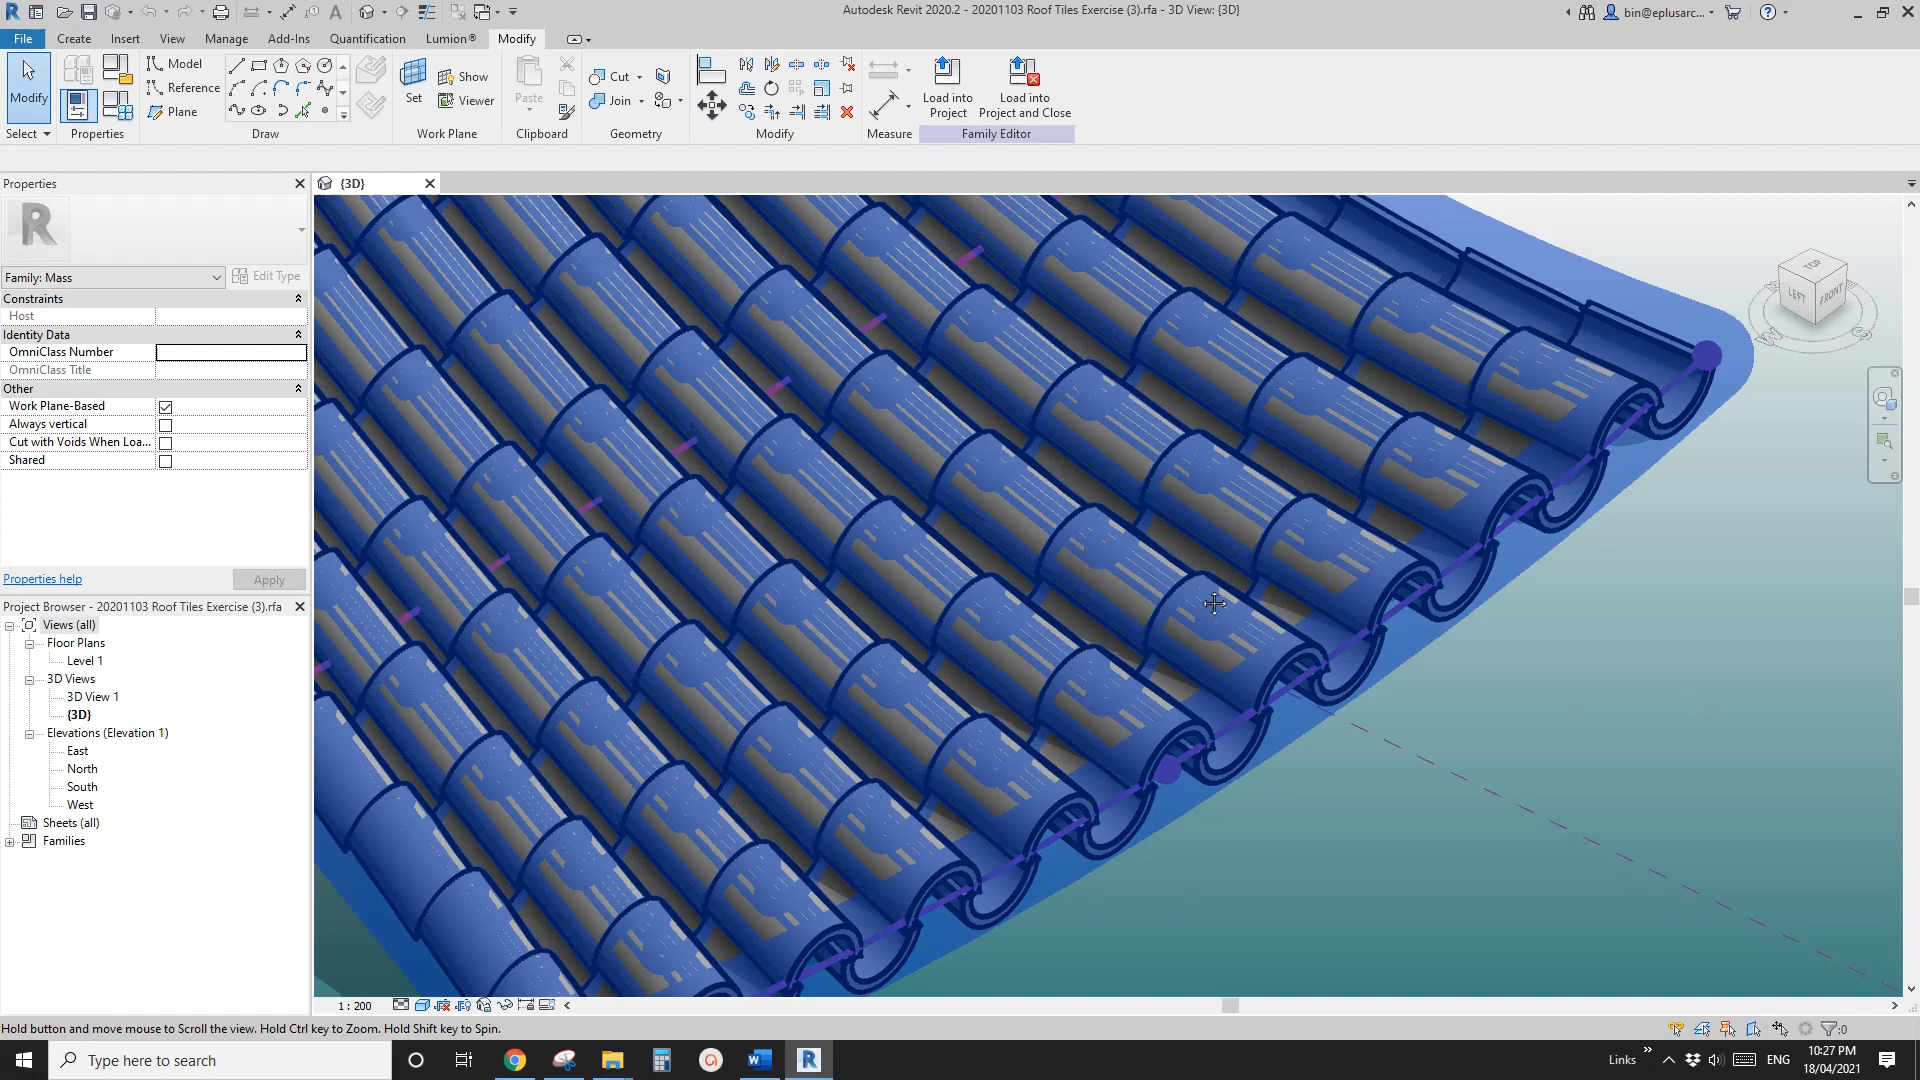 Autodesk Revit 2020.2 - 20201103 Roof Tiles Exercise (3).rfa - 3D View: {3D}
bin@eplusarc...
File Create Insert View Manage Add-Ins Quantification Lumion® Modify
Modify
Select
Properties
Model
Reference
Plane
Draw
Set
Show
Viewer
Work Plane
Paste
Clipboard
Cut
Join
Geometry
Modify
Measure
Load into
Project
Load into
Project and Close
Family Editor
Properties
{3D}
R
Family: Mass
Edit Type
Constraints
Host
Identity Data
OmniClass Number
OmniClass Title
Other
Work Plane-Based
Always vertical
Cut with Voids When Loa...
Shared
Properties help
Apply
Project Browser - 20201103 Roof Tiles Exercise (3).rfa
Views (all)
Floor Plans
Level 1
3D Views
3D View 1
{3D}
Elevations (Elevation 1)
East
North
South
West
Sheets (all)
Families
TOP
LEFT
FRONT
W
S
1 : 200
Hold button and move mouse to Scroll the view. Hold Ctrl key to Zoom. Hold Shift key to Spin.
:0
Type here to search
Links
ENG
10:27 PM
18/04/2021